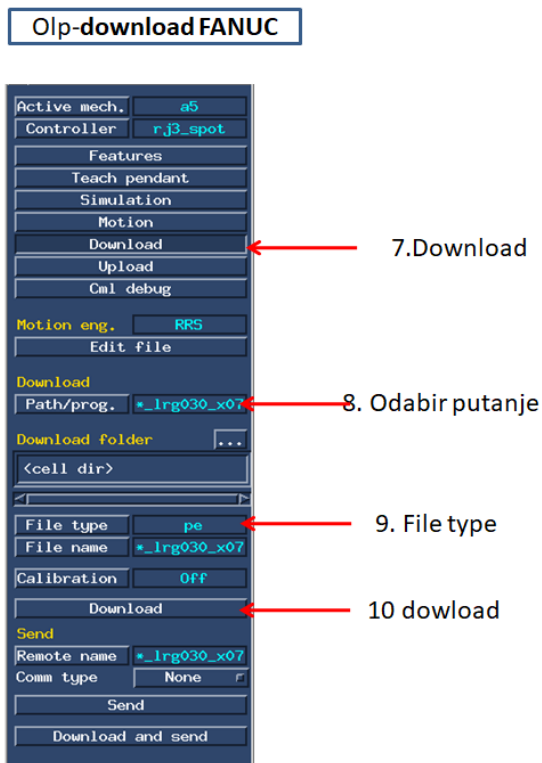 Olp-download FANUC
Active mech. a5
Controller rj3_spot
Features
Teach pendant
Simulation
Motion
Download
7.Download
Upload
Cml debug
Motion eng. RRS
Edit file
Download
Path/prog. *_lrg030_x07
8. Odabir putanje
Download folder ...
<cell dir>
File type pe
9. File type
File name *_lrg030_x07
Calibration Off
Download
10 dowload
Send
Remote name *_lrg030_x07
Comm type None
Send
Download and send